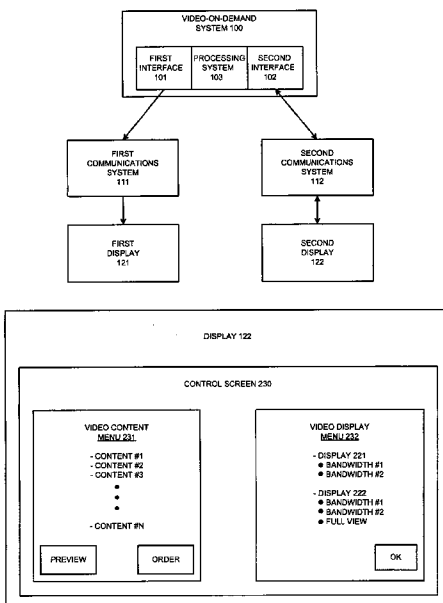 VIDEO-ON-DEMAND
SYSTEM 100
FIRST
INTERFACE
101
PROCESSING
SYSTEM
103
SECOND
INTERFACE
102
FIRST
COMMUNICATIONS
SYSTEM
111
SECOND
COMMUNICATIONS
SYSTEM
112
FIRST
DISPLAY
121
SECOND
DISPLAY
122
DISPLAY 122
CONTROL SCREEN 230
VIDEO CONTENT
MENU 231
- CONTENT #1
- CONTENT #2
- CONTENT #3
●
●
●
- CONTENT #N
PREVIEW
ORDER
VIDEO DISPLAY
MENU 232
- DISPLAY 221
● BANDWIDTH #1
● BANDWIDTH #2
- DISPLAY 222
● BANDWIDTH #1
● BANDWIDTH #2
● FULL VIEW
OK